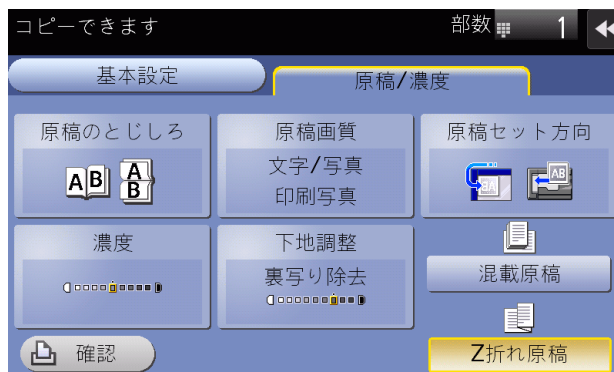 コピーできます
部数 1
基本設定
原稿/濃度
原稿のとじしろ
AB
A
B
原稿画質
文字/写真
印刷写真
原稿セット方向
AB
AB
濃度
下地調整
裏写り除去
混載原稿
確認
Z折れ原稿